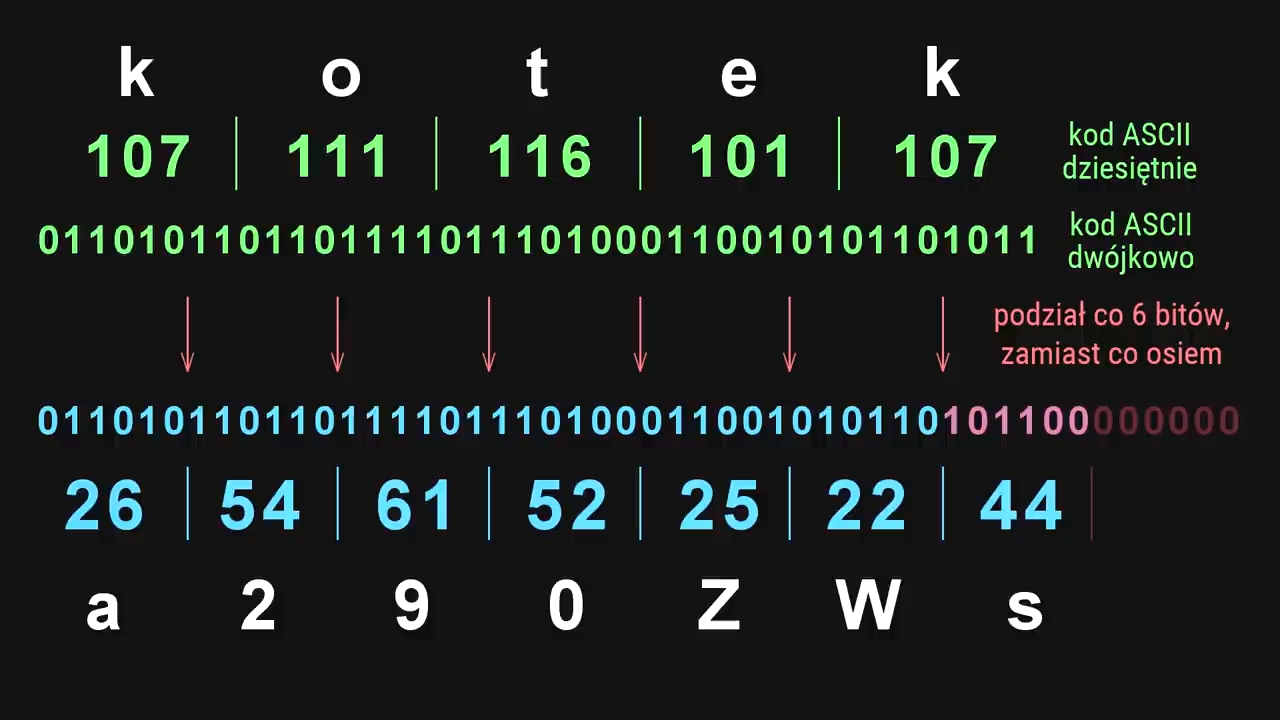 k o t e k
107 111 116 101 107
kod ASCII
dziesiętnie
0110101101101111011101000110010101101011
kod ASCII
dwójkowo
podział co 6 bitów,
zamiast co osiem
011010110110111101110100011001010110101100000000
26 54 61 52 25 22 44
a 2 9 0 Z W s